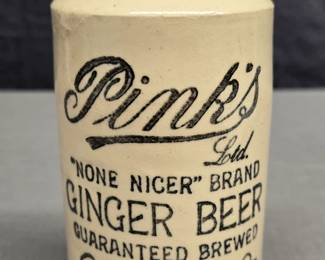 Pink's
Ltd.
"NONE NICER" BRAND
GINGER BEER
GUARANTEED BREWED